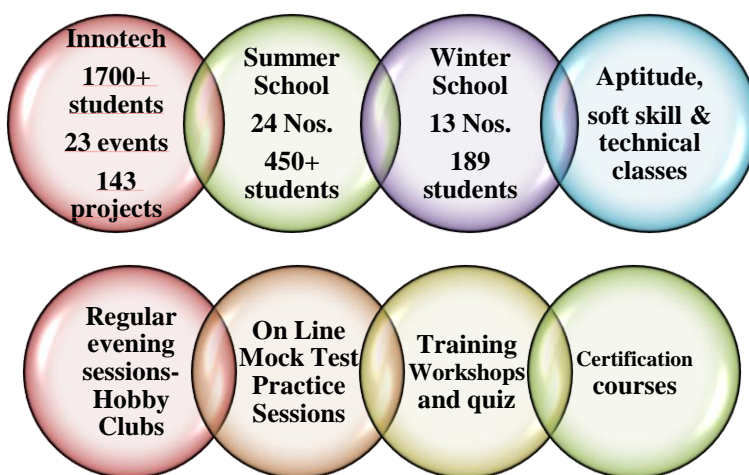 Innotech
1700+
students
23 events
143
projects
Summer
School
24 Nos.
450+
students
Winter
School
13 Nos.
189
students
Aptitude,
soft skill &
technical
classes
Regular
evening
sessions-
Hobby
Clubs
On Line
Mock Test
Practice
Sessions
Training
Workshops
and quiz
Certification
courses